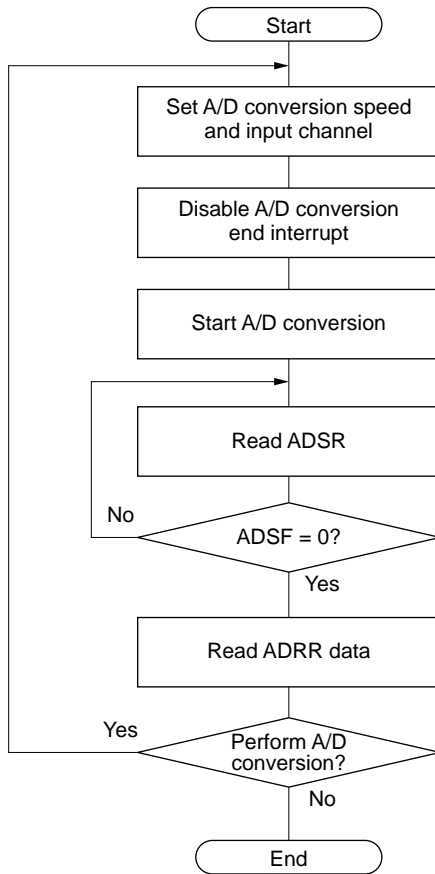 Start
Set A/D conversion speed
and input channel
Disable A/D conversion
end interrupt
Start A/D conversion
Read ADSR
No
ADSF = 0?
Yes
Read ADRR data
Yes
Perform A/D
conversion?
No
End